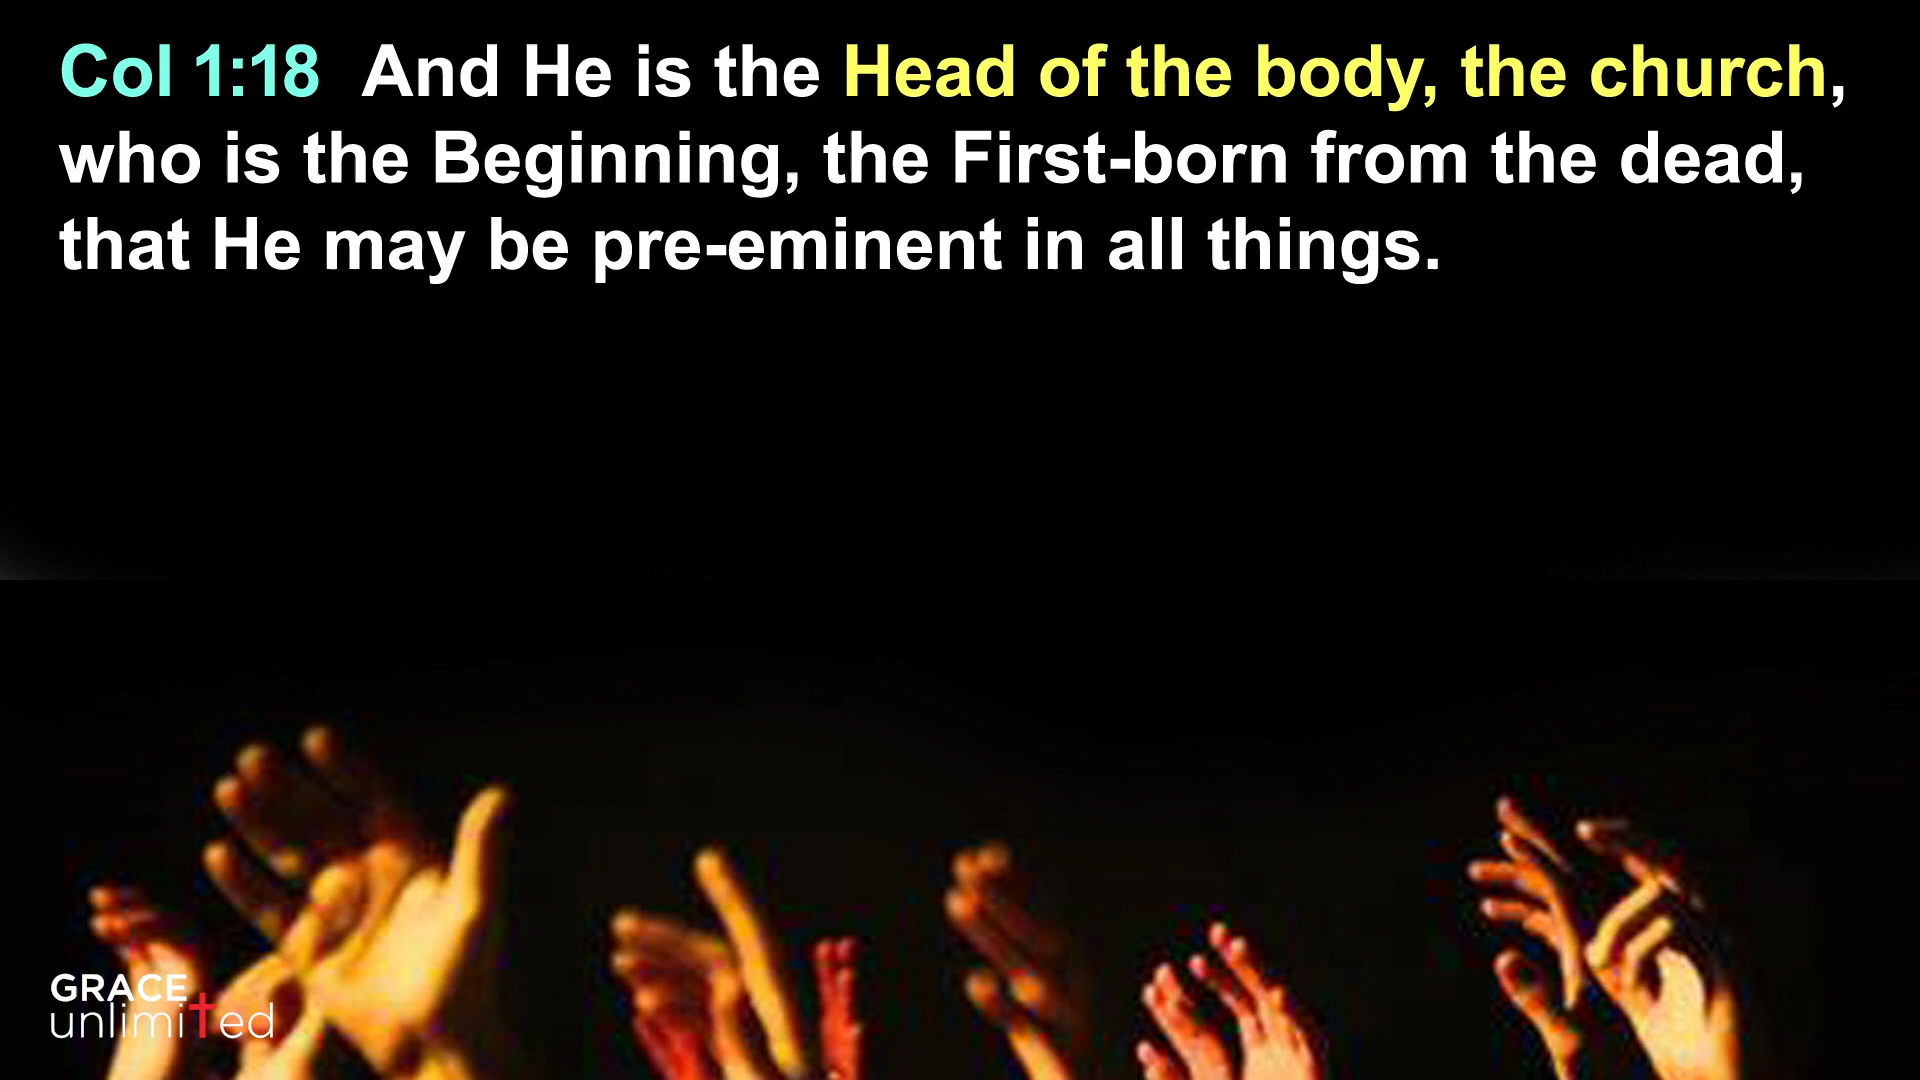 Col 1:18 And He is the Head of the body, the church,
who is the Beginning, the First-born from the dead,
that He may be pre-eminent in all things.
GRACE
unlimited